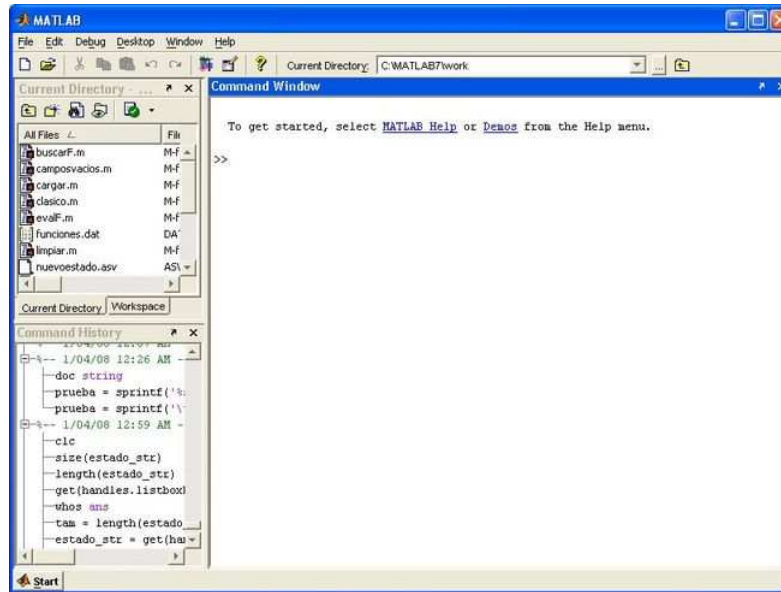 MATLAB
File Edit Debug Desktop Window Help
Current Directory: C:\MATLAB7\work
Current Directory - ...
All Files
buscarF.m M-f
camposvacios.m M-f
cargar.m M-f
clasico.m M-f
evalF.m M-f
funciones.dat DA
limpiar.m M-f
nuevoestado.asv AS
Current Directory Workspace
Command History
%-- 1/04/08 12:26 AM -
doc string
prueba = sprintf('%
prueba = sprintf('\
%-- 1/04/08 12:59 AM -
clc
size(estado_str)
length(estado_str)
get(handles.listbox
whos ans
tam = length(estado_
estado_str = get(ha
Start
Command Window
To get started, select MATLAB Help or Demos from the Help menu.
>>